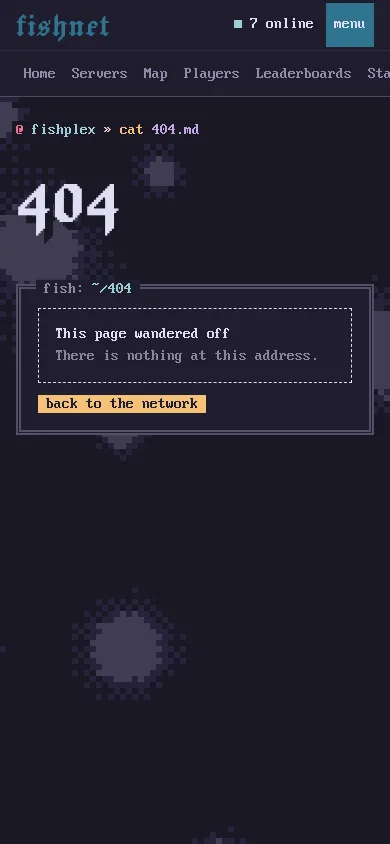 fishnet
7 online
menu
Home Servers Map Players Leaderboards Sta
@ fishplex » cat 404.md
404
fish: ~/404
This page wandered off
There is nothing at this address.
back to the network